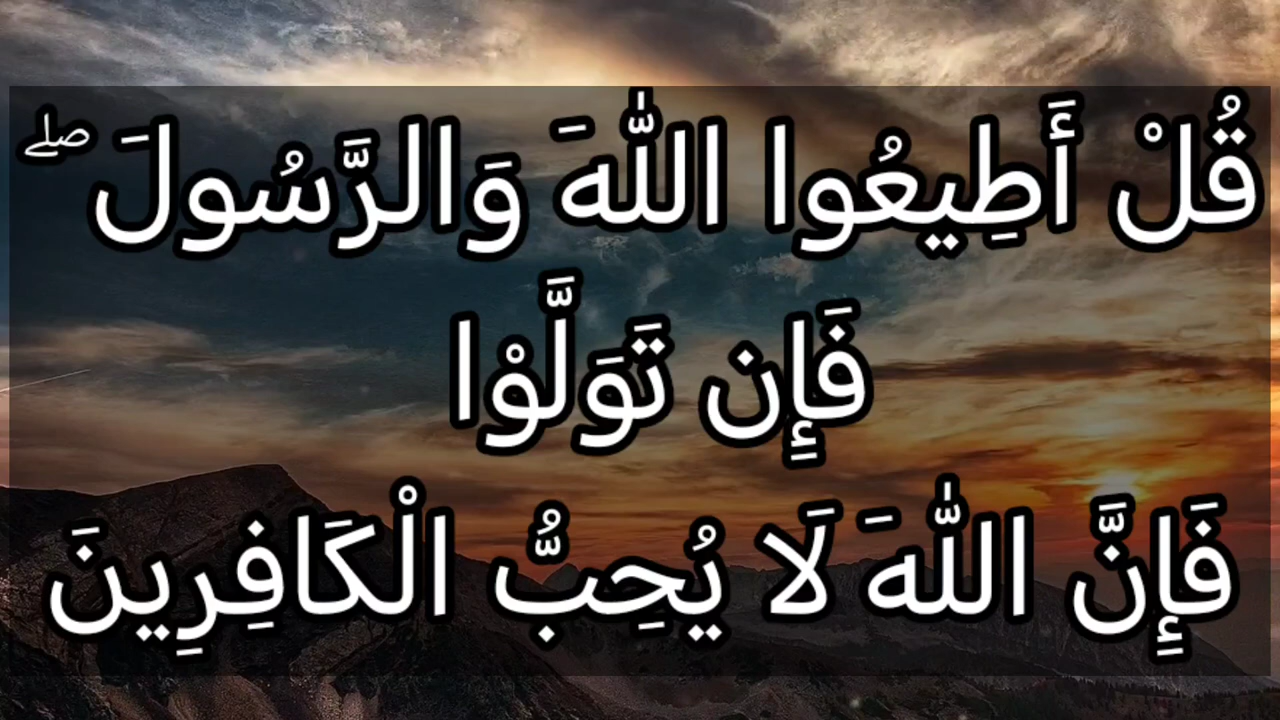 قُلْ أَطِيعُوا اللَّهَ وَالرَّسُولَ ۖ
فَإِن تَوَلَّوْا
فَإِنَّ اللَّهَ لَا يُحِبُّ الْكَافِرِينَ